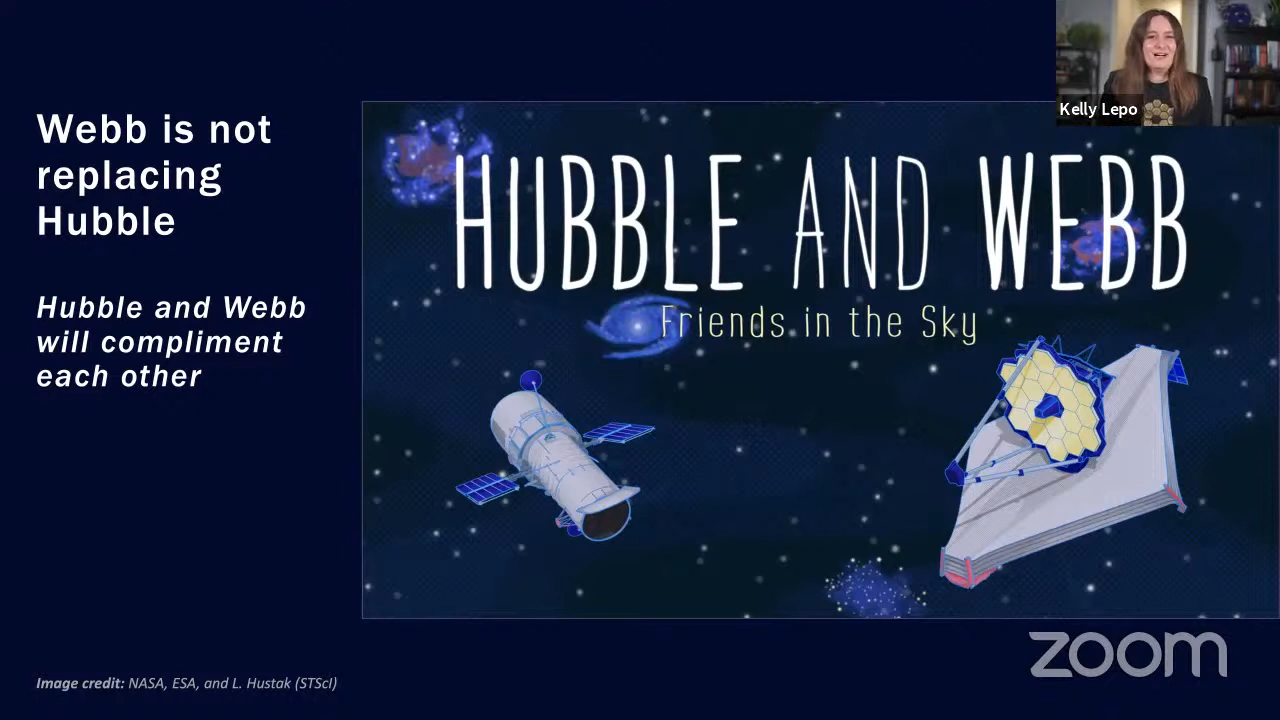 Webb is not
replacing
Hubble
Hubble and Webb
will compliment
each other
HUBBLE AND WEBB
Friends in the Sky
Kelly Lepo
zoom
Image credit: NASA, ESA, and L. Hustak (STScI)